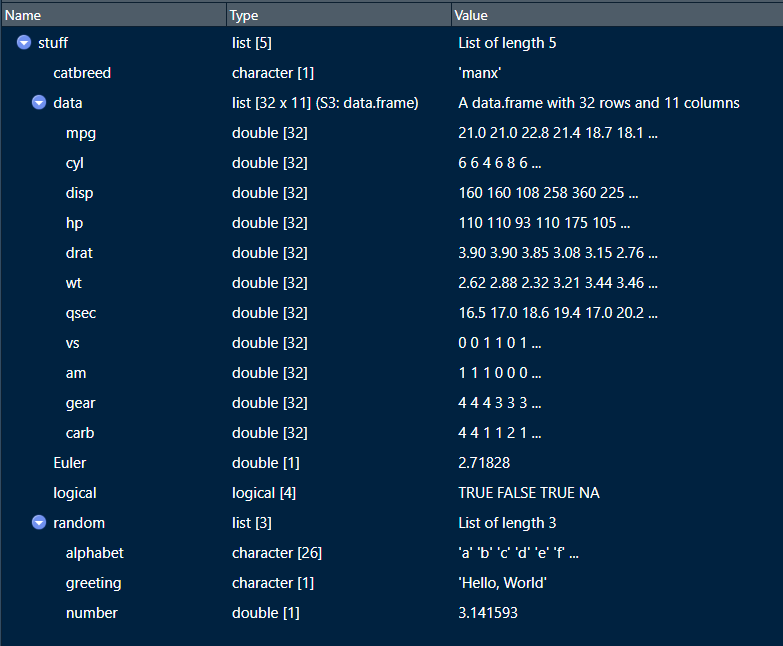 Name Type Value
stuff list [5] List of length 5
catbreed character [1] 'manx'
data list [32 x 11] (S3: data.frame) A data.frame with 32 rows and 11 columns
mpg double [32] 21.0 21.0 22.8 21.4 18.7 18.1 ...
cyl double [32] 6 6 4 6 8 6 ...
disp double [32] 160 160 108 258 360 225 ...
hp double [32] 110 110 93 110 175 105 ...
drat double [32] 3.90 3.90 3.85 3.08 3.15 2.76 ...
wt double [32] 2.62 2.88 2.32 3.21 3.44 3.46 ...
qsec double [32] 16.5 17.0 18.6 19.4 17.0 20.2 ...
vs double [32] 0 0 1 1 0 1 ...
am double [32] 1 1 1 0 0 0 ...
gear double [32] 4 4 4 3 3 3 ...
carb double [32] 4 4 1 1 2 1 ...
Euler double [1] 2.71828
logical logical [4] TRUE FALSE TRUE NA
random list [3] List of length 3
alphabet character [26] 'a' 'b' 'c' 'd' 'e' 'f' ...
greeting character [1] 'Hello, World'
number double [1] 3.141593